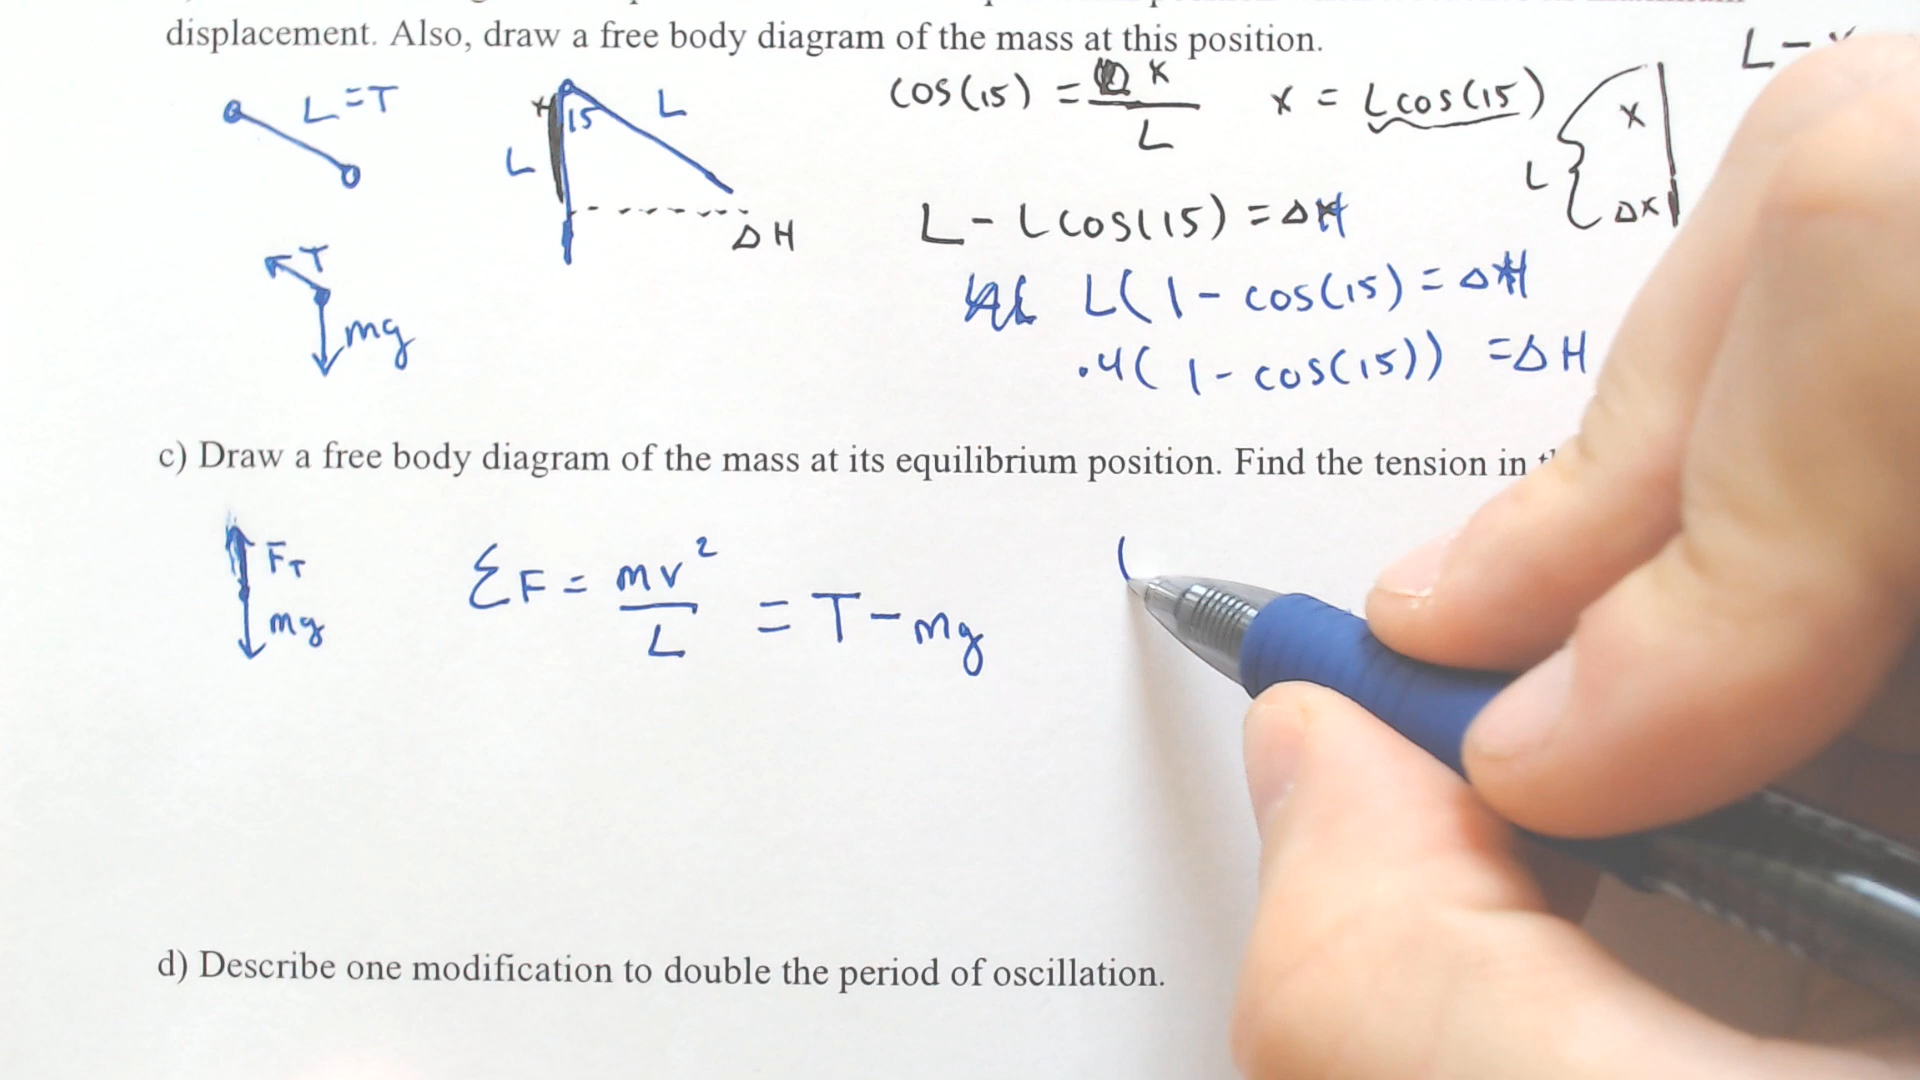 displacement. Also, draw a free body diagram of the mass at this position.
L -
L = T
15
L
L
ΔH
cos(15) = x / L
x = Lcos(15)
x
L
Δx
L - Lcos(15) = ΔH
L(1 - cos(15) = ΔH
.4(1 - cos(15)) = ΔH
T
mg
c) Draw a free body diagram of the mass at its equilibrium position. Find the tension in
F_T
mg
ΣF = mv² / L = T - mg
d) Describe one modification to double the period of oscillation.